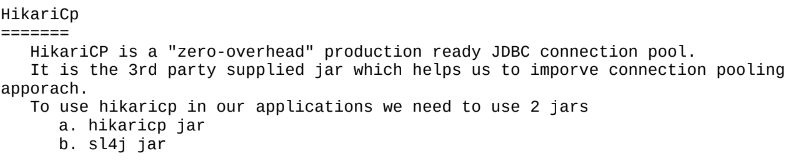 HikariCp
=======
HikariCP is a "zero-overhead" production ready JDBC connection pool.
It is the 3rd party supplied jar which helps us to imporve connection pooling
apporach.
To use hikaricp in our applications we need to use 2 jars
a. hikaricp jar
b. sl4j jar